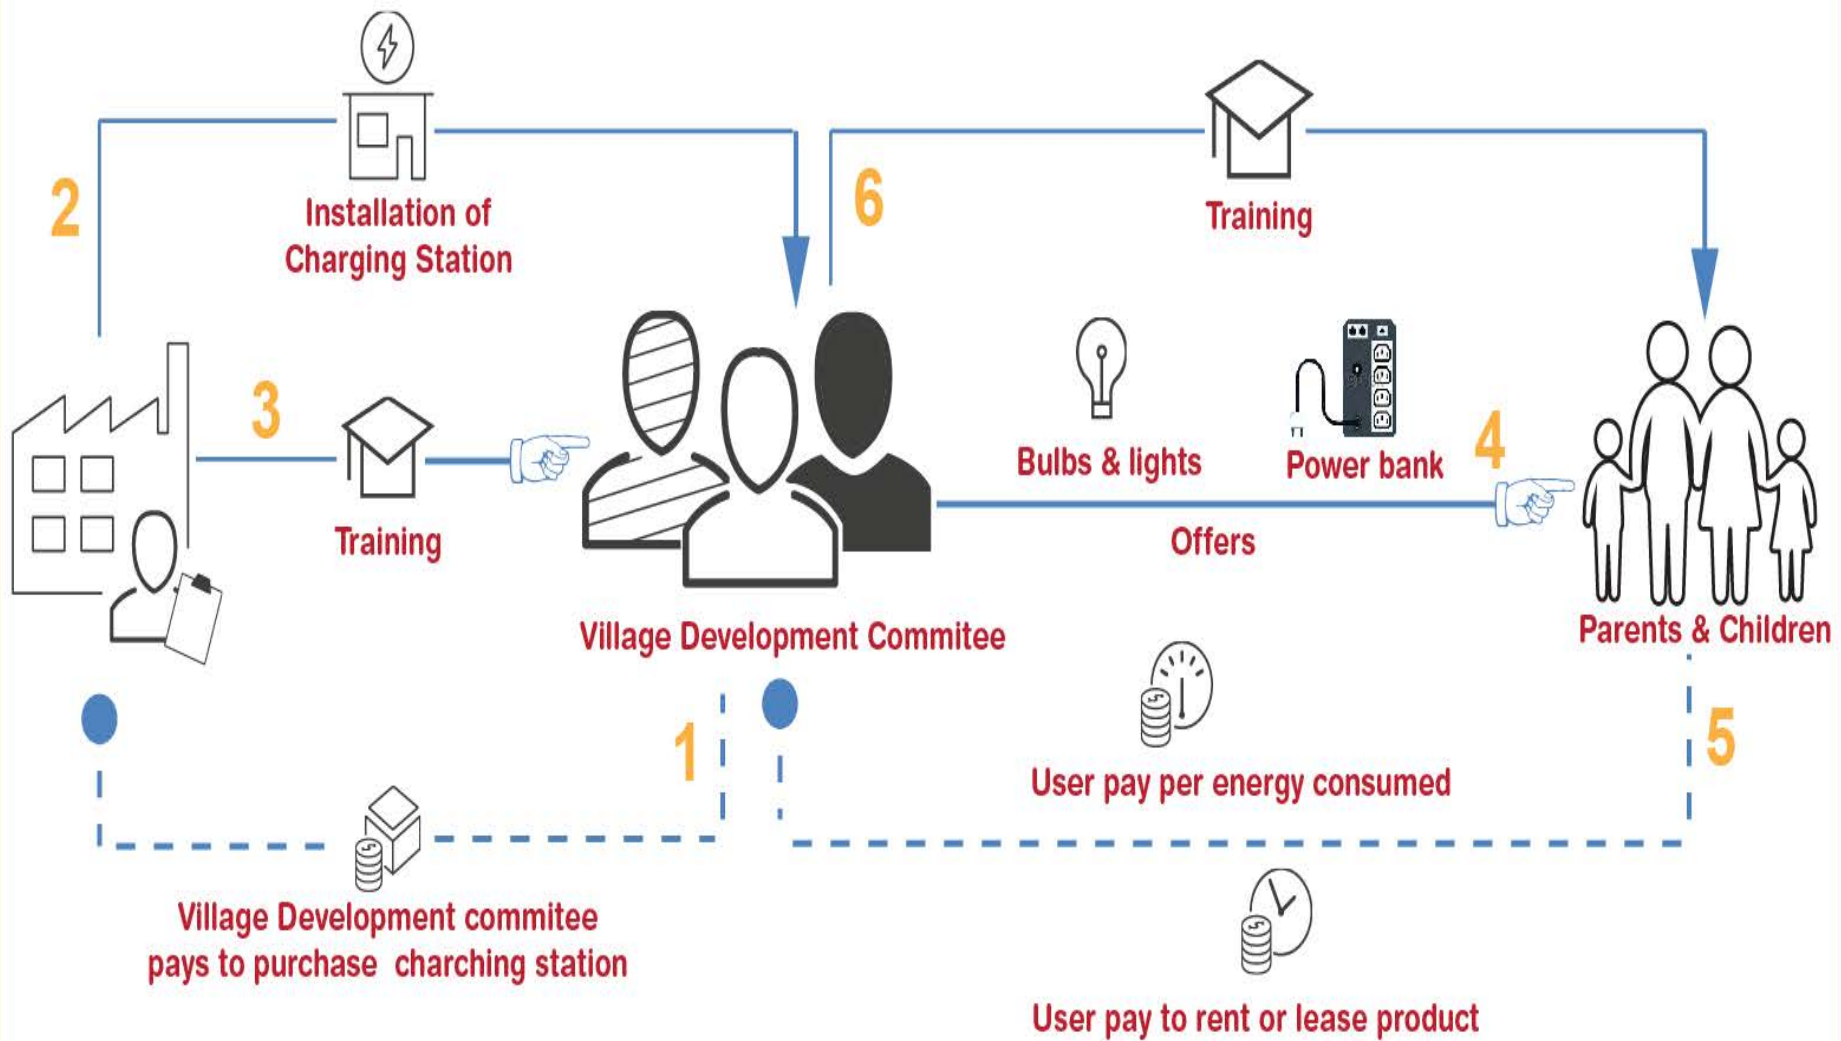 2
Installation of
Charging Station
6
Training
3
Training
Bulbs & lights
Power bank
4
Offers
Village Development Commitee
Parents & Children
1
User pay per energy consumed
5
Village Development commitee
pays to purchase charching station
User pay to rent or lease product